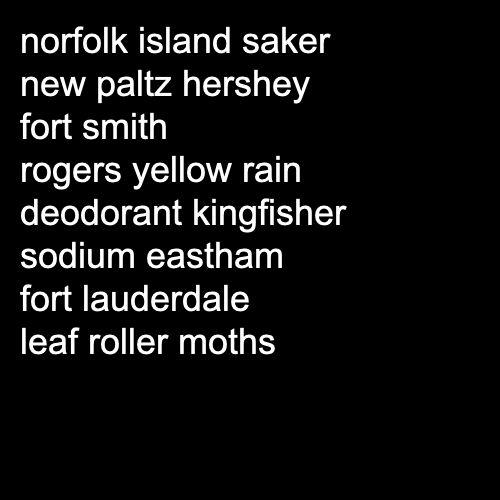 norfolk island saker
new paltz hershey
fort smith
rogers yellow rain
deodorant kingfisher
sodium eastham
fort lauderdale
leaf roller moths